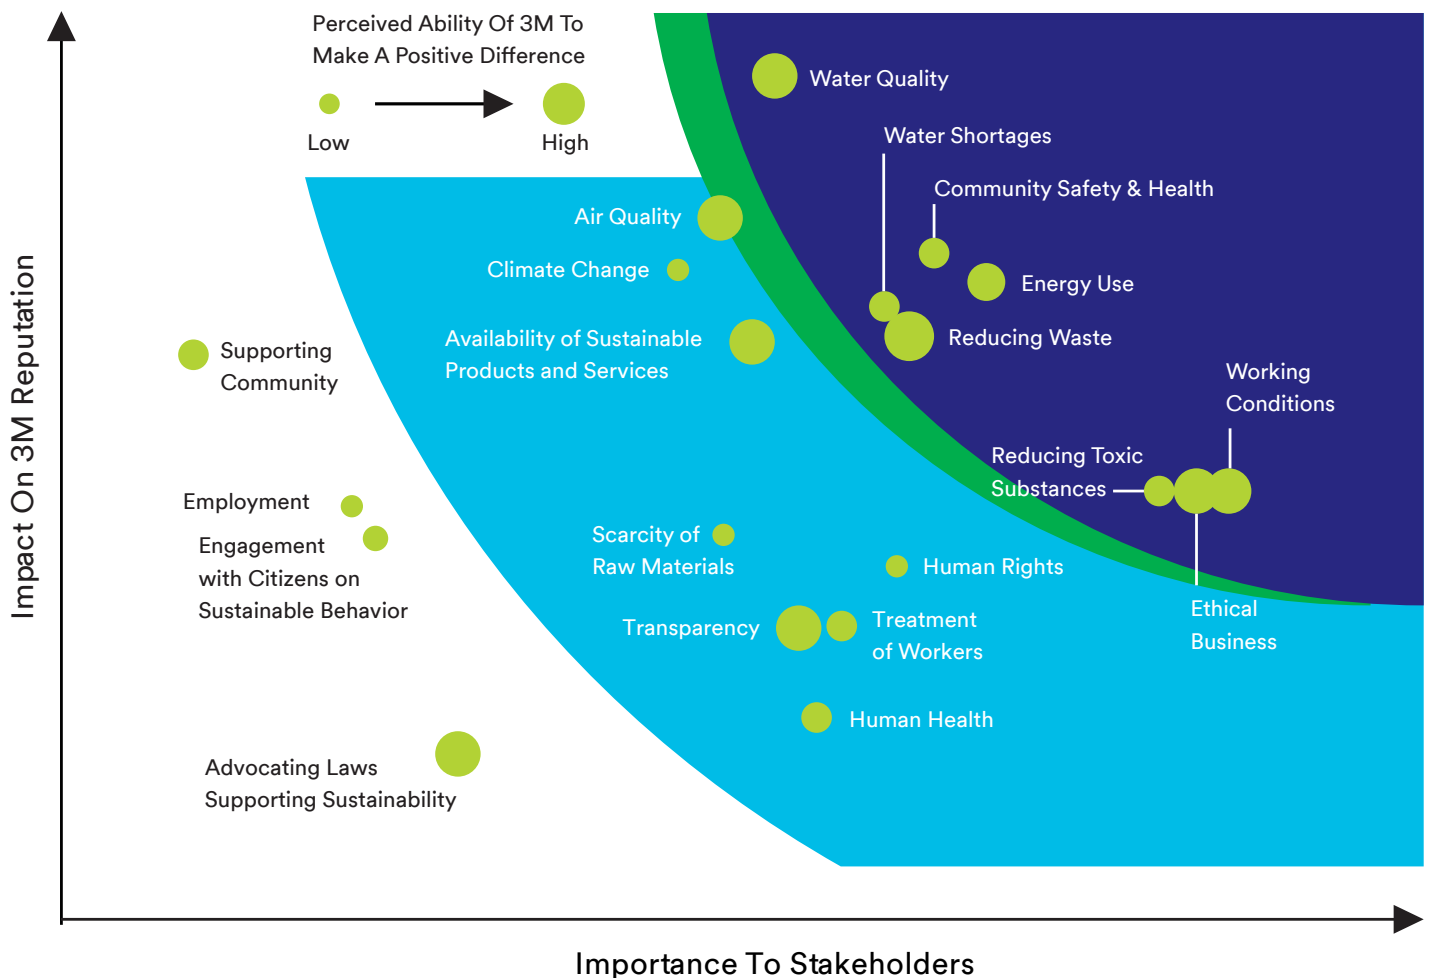 Perceived Ability Of 3M To
Make A Positive Difference
Low
High
Water Quality
Water Shortages
Community Safety & Health
Air Quality
Climate Change
Energy Use
Availability of Sustainable
Products and Services
Reducing Waste
Supporting
Community
Working
Conditions
Reducing Toxic
Substances
Employment
Engagement
with Citizens on
Sustainable Behavior
Scarcity of
Raw Materials
Human Rights
Ethical
Business
Transparency
Treatment
of Workers
Human Health
Advocating Laws
Supporting Sustainability
Impact On 3M Reputation
Importance To Stakeholders